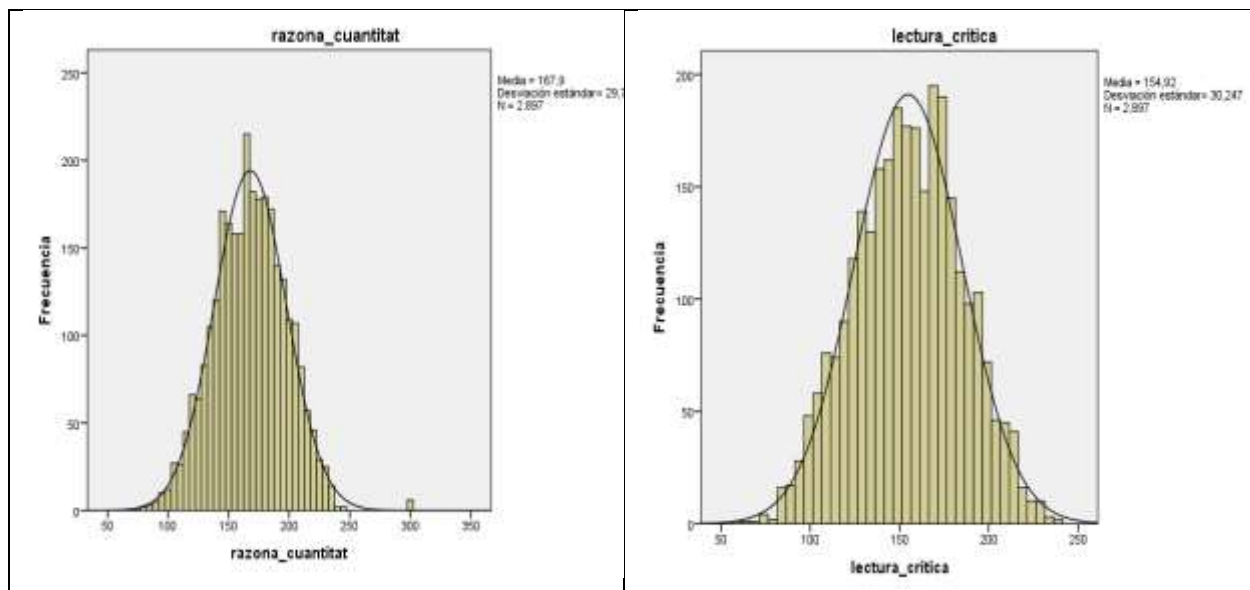 razona_cuantitat
Media = 167,9
Desviación estándar= 29,7
N = 2.897
250
200
150
100
50
0
Frecuencia
50 100 150 200 250 300 350
razona_cuantitat
lectura_critica
Media = 154,92
Desviación estándar= 30,247
N = 2,897
200
150
100
50
0
Frecuencia
50 100 150 200 250
lectura_critica